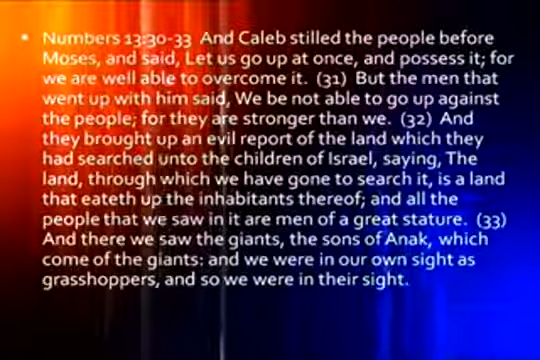 • Numbers 13:30-33 And Caleb stilled the people before
Moses, and said, Let us go up at once, and possess it; for
we are well able to overcome it. (31) But the men that
went up with him said, We be not able to go up against
the people; for they are stronger than we. (32) And
they brought up an evil report of the land which they
had searched unto the children of Israel, saying, The
land, through which we have gone to search it, is a land
that eateth up the inhabitants thereof; and all the
people that we saw in it are men of a great stature. (33)
And there we saw the giants, the sons of Anak, which
come of the giants: and we were in our own sight as
grasshoppers, and so we were in their sight.